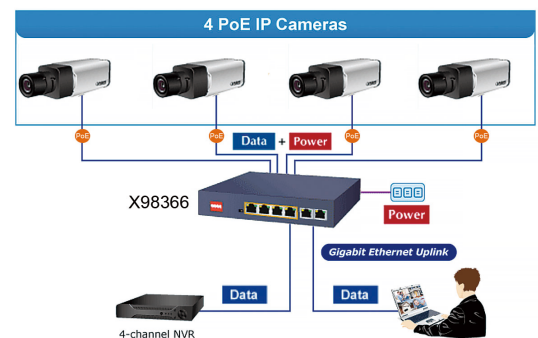 4 PoE IP Cameras
PoE
PoE
PoE
PoE
Data + Power
X98366
Power
Gigabit Ethernet Uplink
Data
Data
4-channel NVR